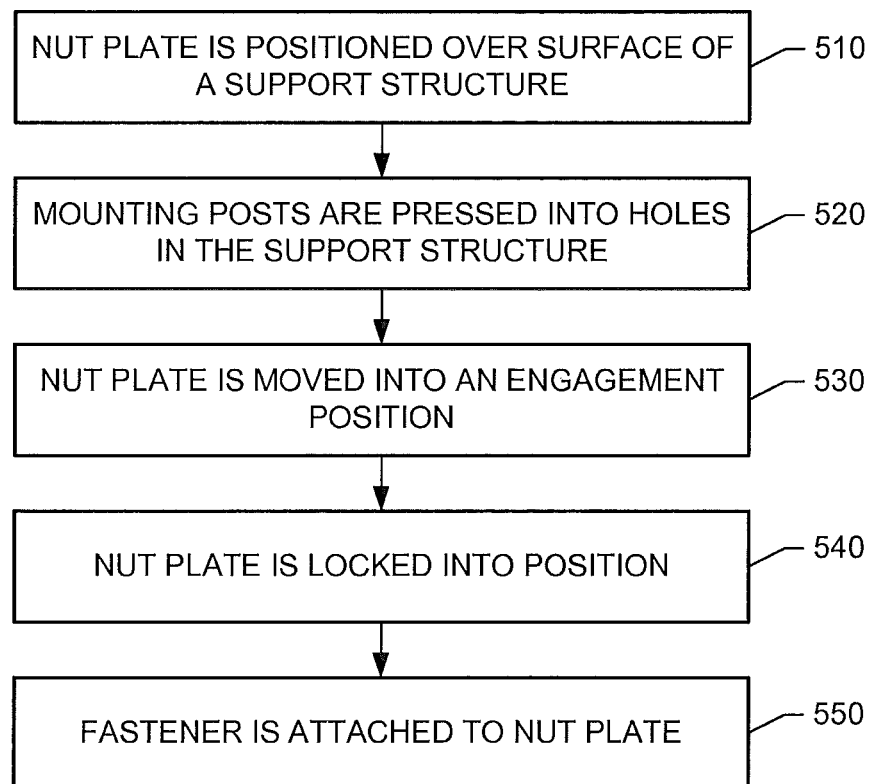 NUT PLATE IS POSITIONED OVER SURFACE OF
A SUPPORT STRUCTURE
510
MOUNTING POSTS ARE PRESSED INTO HOLES
IN THE SUPPORT STRUCTURE
520
NUT PLATE IS MOVED INTO AN ENGAGEMENT
POSITION
530
NUT PLATE IS LOCKED INTO POSITION
540
FASTENER IS ATTACHED TO NUT PLATE
550